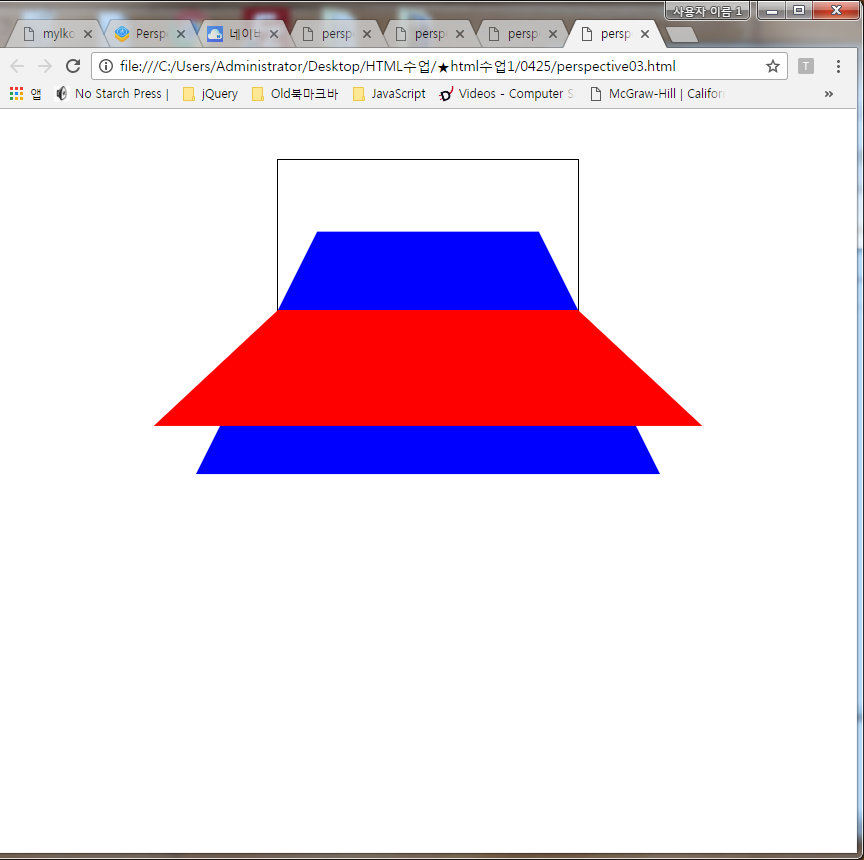 사용자 이름 1
mylko
Persp
네이버
persp
persp
persp
persp
file:///C:/Users/Administrator/Desktop/HTML수업/★html수업1/0425/perspective03.html
T
앱 No Starch Press | jQuery Old북마크바 JavaScript Videos - Computer S McGraw-Hill | Califor »